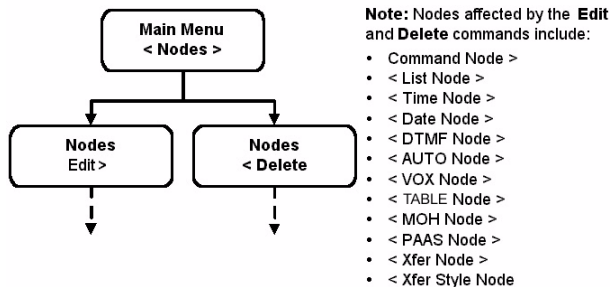 Main Menu
< Nodes >
Nodes
Edit >
Nodes
< Delete
Note: Nodes affected by the Edit
and Delete commands include:
• Command Node >
• < List Node >
• < Time Node >
• < Date Node >
• < DTMF Node >
• < AUTO Node >
• < VOX Node >
• < TABLE Node >
• < MOH Node >
• < PAAS Node >
• < Xfer Node >
• < Xfer Style Node